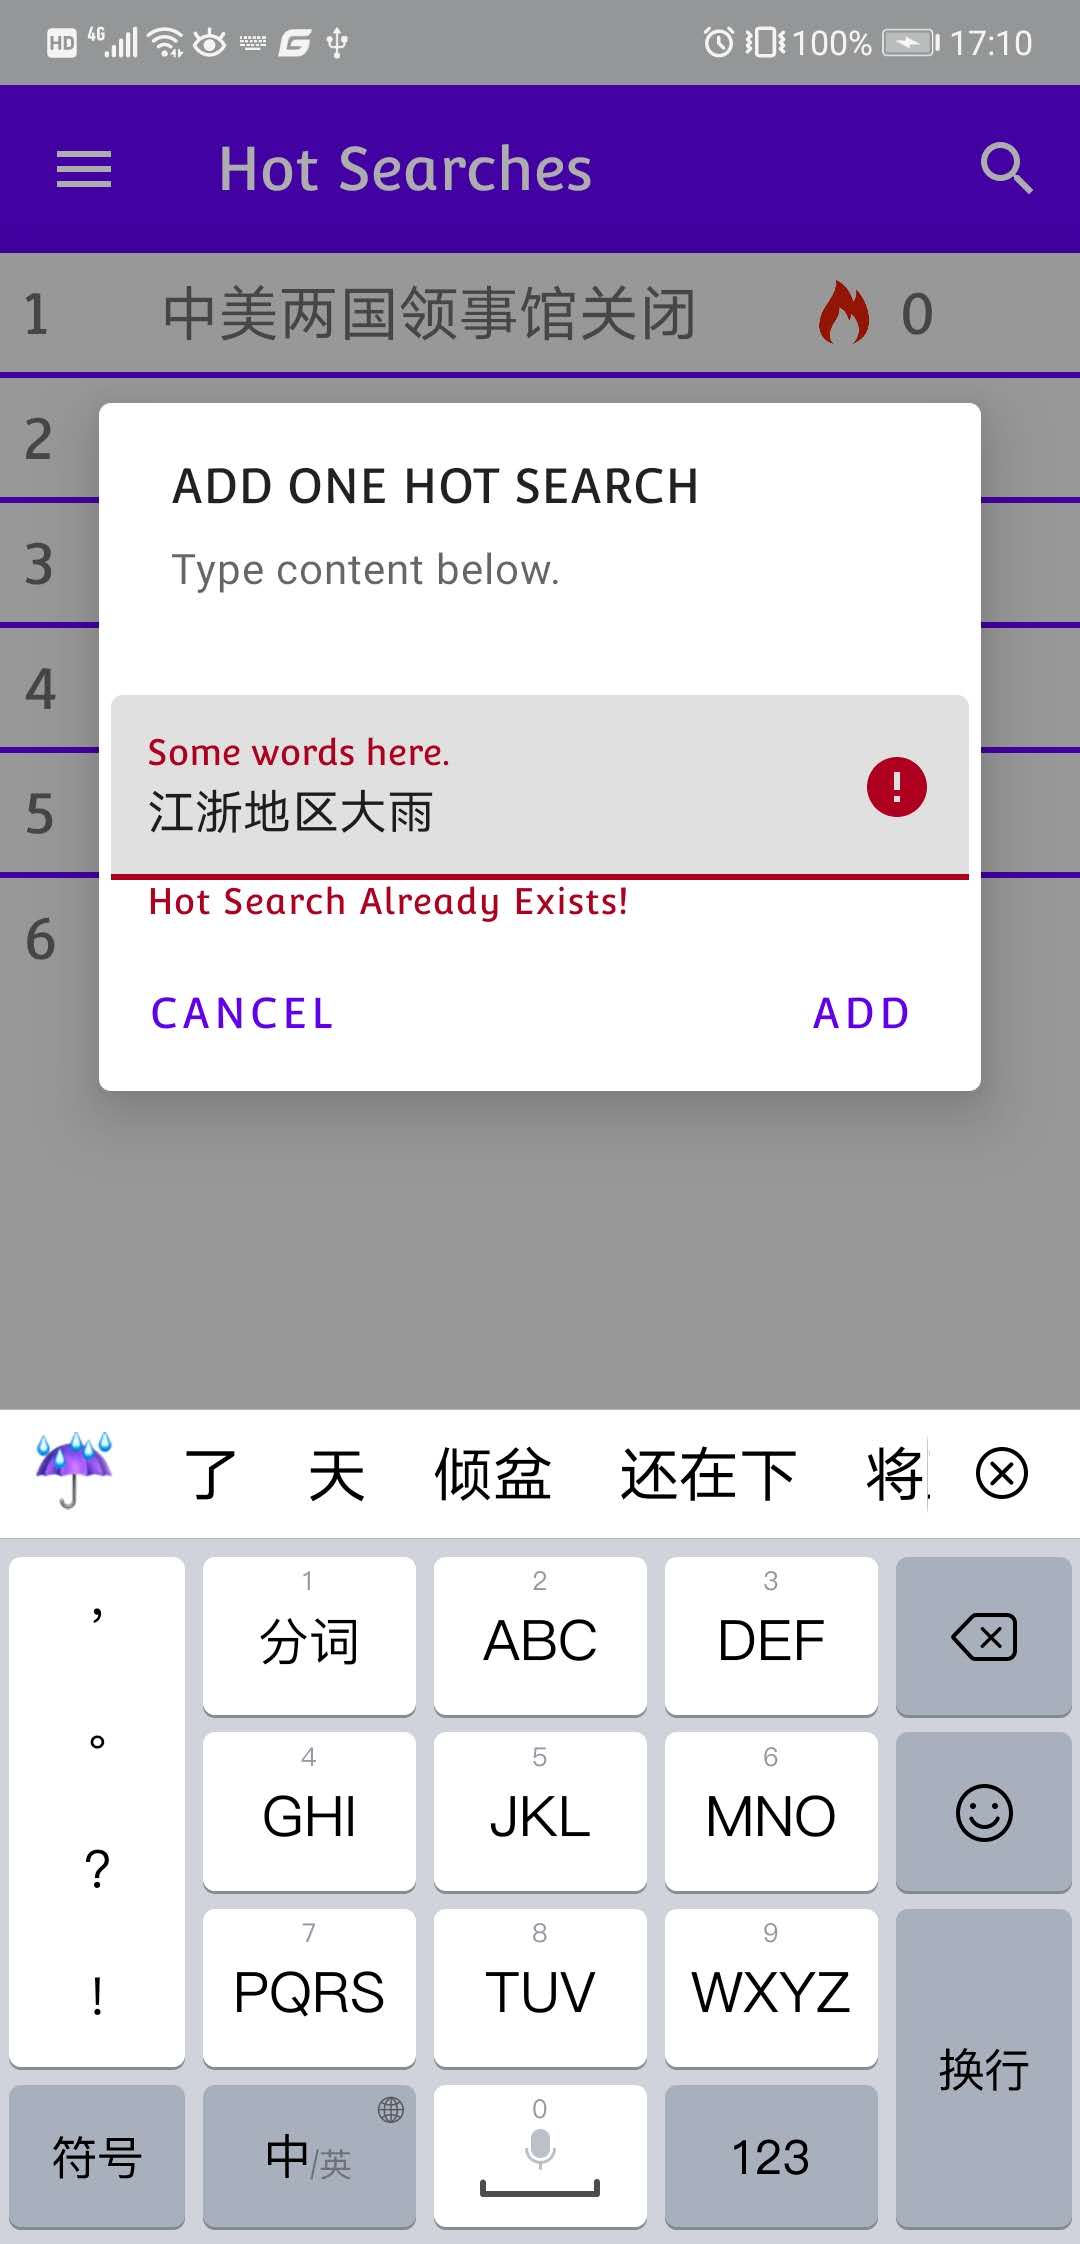 HD 4G 100% 17:10
Hot Searches
1 中美两国领事馆关闭 0
2
ADD ONE HOT SEARCH
Type content below.
3
4
Some words here.
江浙地区大雨
5
Hot Search Already Exists!
6
CANCEL ADD
了 天 倾盆 还在下 将
, 1 分词 2 ABC 3 DEF
。 4 GHI 5 JKL 6 MNO
?
! 7 PQRS 8 TUV 9 WXYZ
换行
符号 中/英 0 123